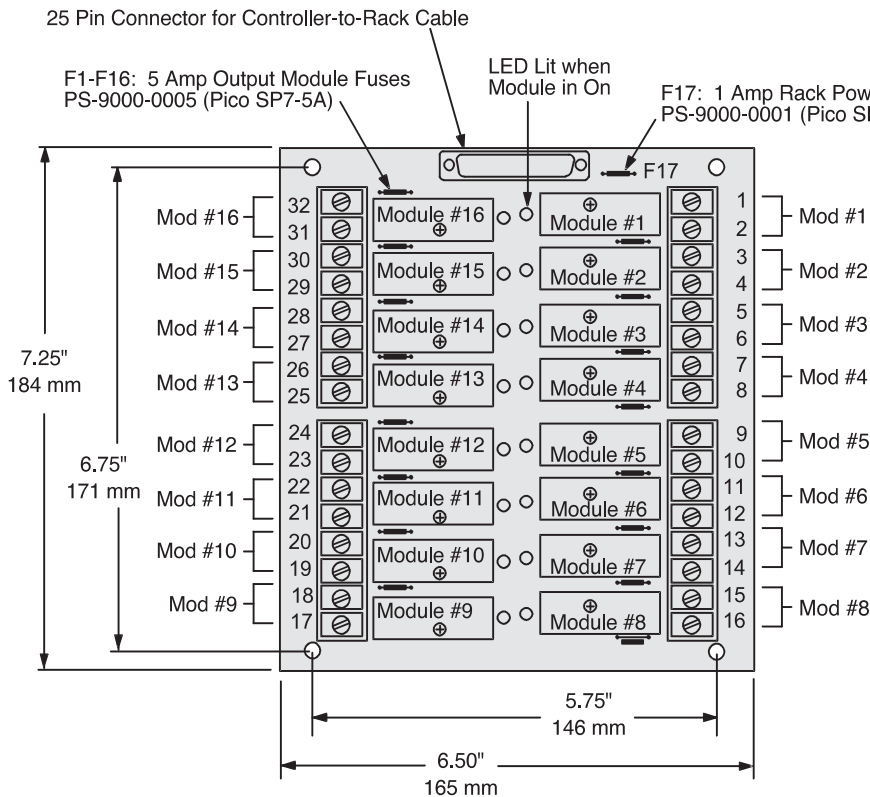 25 Pin Connector for Controller-to-Rack Cable
F1-F16: 5 Amp Output Module Fuses
PS-9000-0005 (Pico SP7-5A)
LED Lit when
Module in On
F17: 1 Amp Rack
PS-9000-0001 (Pico
F17
Mod #16
32
31
Module #16
Module #1
1
2
Mod #1
Mod #15
30
29
Module #15
Module #2
3
4
Mod #2
Mod #14
28
27
Module #14
Module #3
5
6
Mod #3
Mod #13
26
25
Module #13
Module #4
7
8
Mod #4
7.25"
184 mm
6.75"
171 mm
Mod #12
24
23
Module #12
Module #5
9
10
Mod #5
Mod #11
22
21
Module #11
Module #6
11
12
Mod #6
Mod #10
20
19
Module #10
Module #7
13
14
Mod #7
Mod #9
18
17
Module #9
Module #8
15
16
Mod #8
5.75"
146 mm
6.50"
165 mm